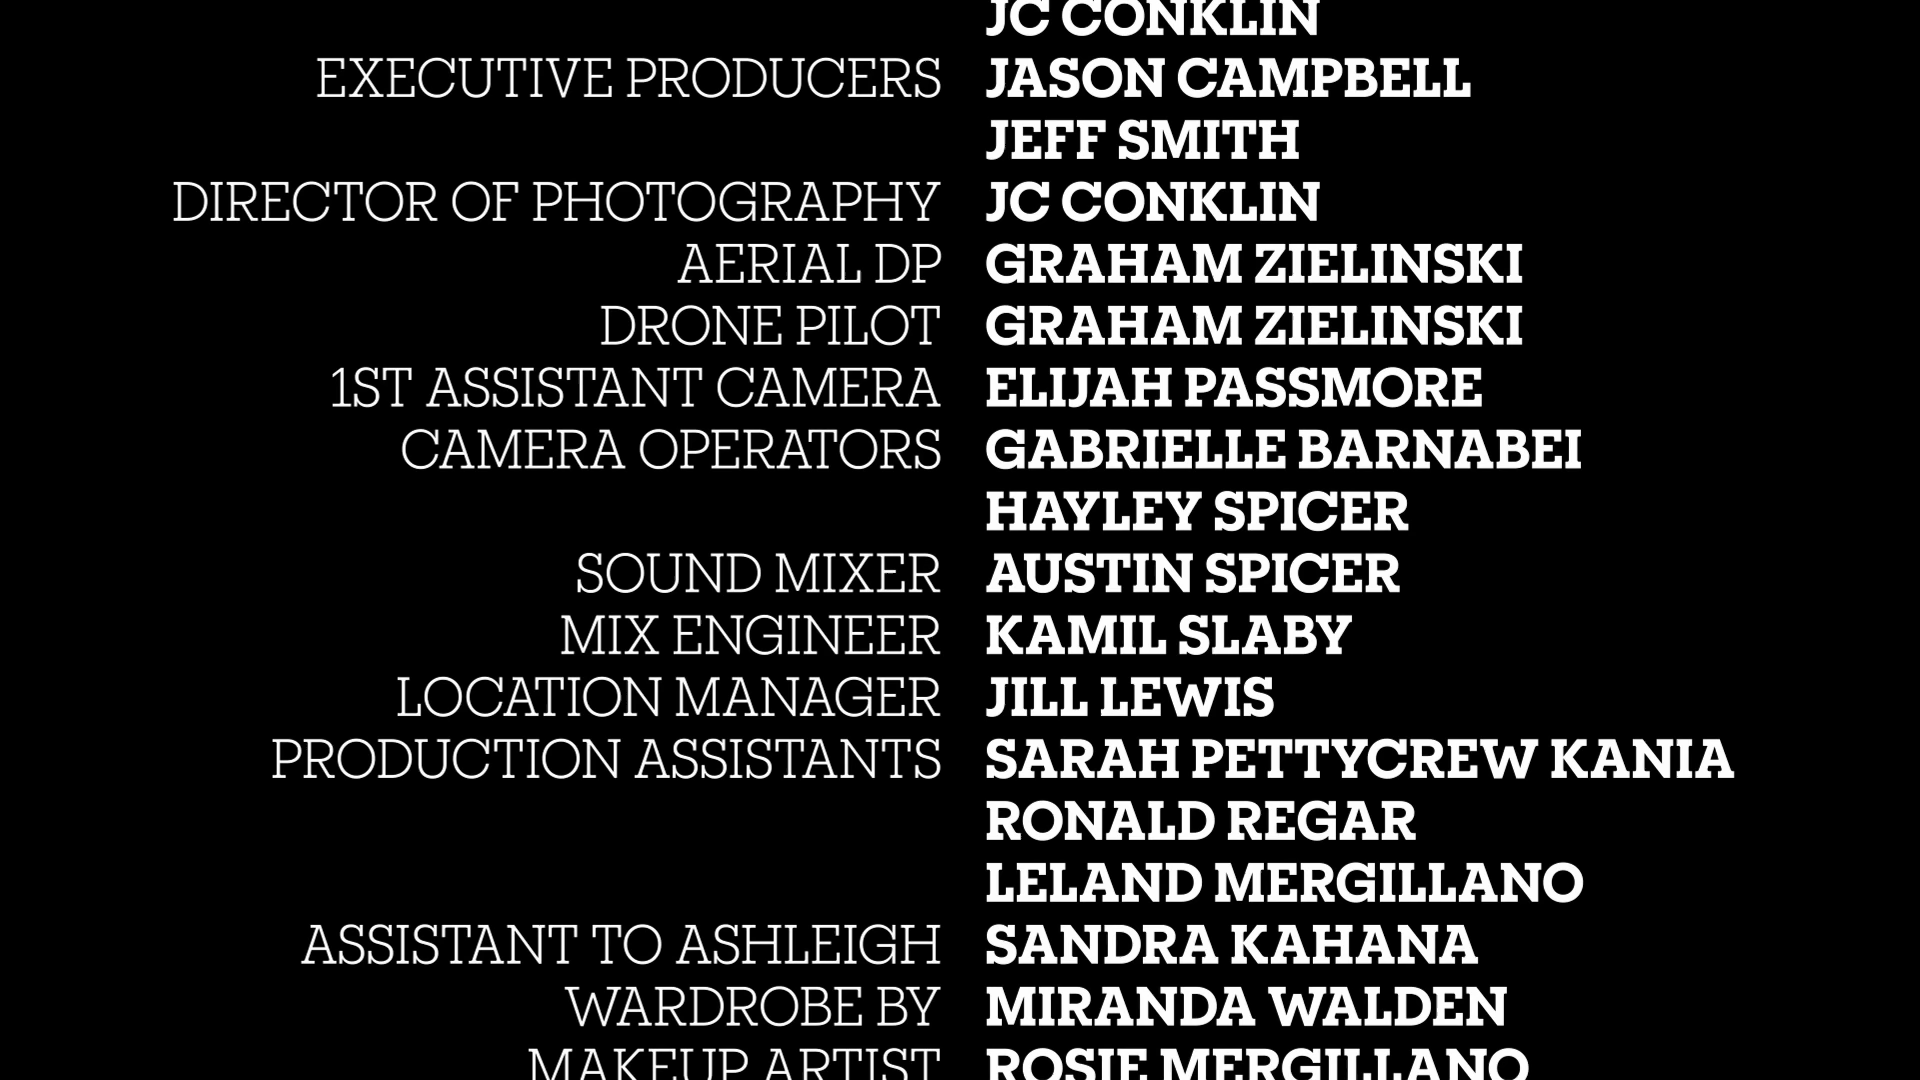 JC CONKLIN
EXECUTIVE PRODUCERS JASON CAMPBELL
JEFF SMITH
DIRECTOR OF PHOTOGRAPHY JC CONKLIN
AERIAL DP GRAHAM ZIELINSKI
DRONE PILOT GRAHAM ZIELINSKI
1ST ASSISTANT CAMERA ELIJAH PASSMORE
CAMERA OPERATORS GABRIELLE BARNABEI
HAYLEY SPICER
SOUND MIXER AUSTIN SPICER
MIX ENGINEER KAMIL SLABY
LOCATION MANAGER JILL LEWIS
PRODUCTION ASSISTANTS SARAH PETTYCREW KANIA
RONALD REGAR
LELAND MERGILLANO
ASSISTANT TO ASHLEIGH SANDRA KAHANA
WARDROBE BY MIRANDA WALDEN
MAKEUP ARTIST ROSIE MERGILLANO